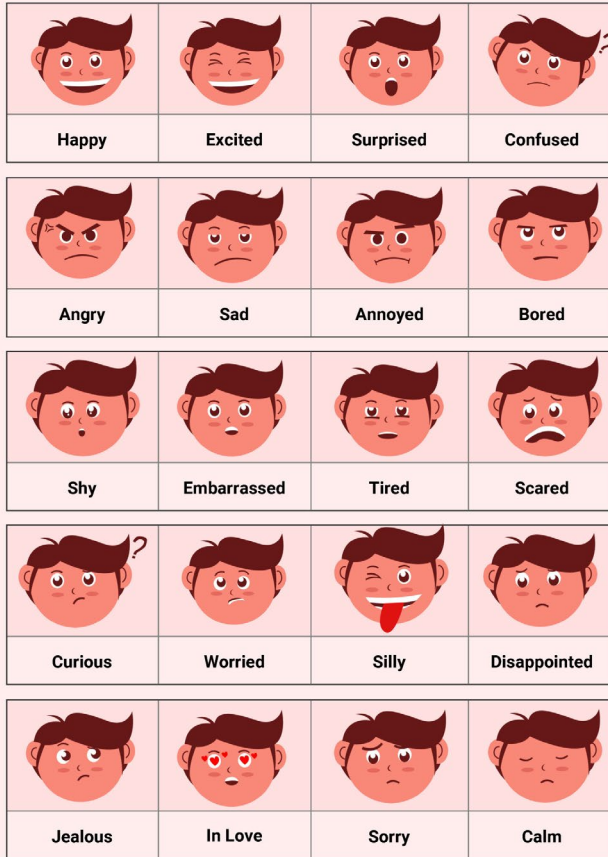 Happy
Excited
Surprised
Confused
Angry
Sad
Annoyed
Bored
Shy
Embarrassed
Tired
Scared
?
Curious
Worried
Silly
Disappointed
Jealous
In Love
Sorry
Calm